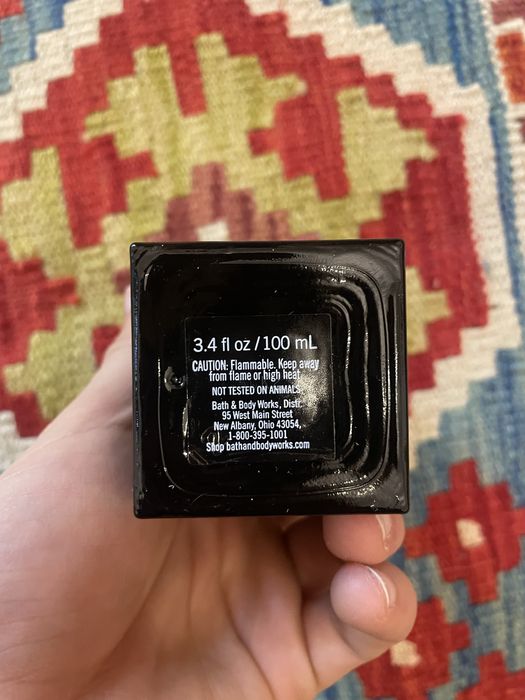 3.4 fl oz / 100 mL
CAUTION: Flammable. Keep away
from flame or high heat.
NOT TESTED ON ANIMALS.
Bath & Body Works, Distr.
95 West Main Street
New Albany, Ohio 43054,
1-800-395-1001
Shop bathandbodyworks.com